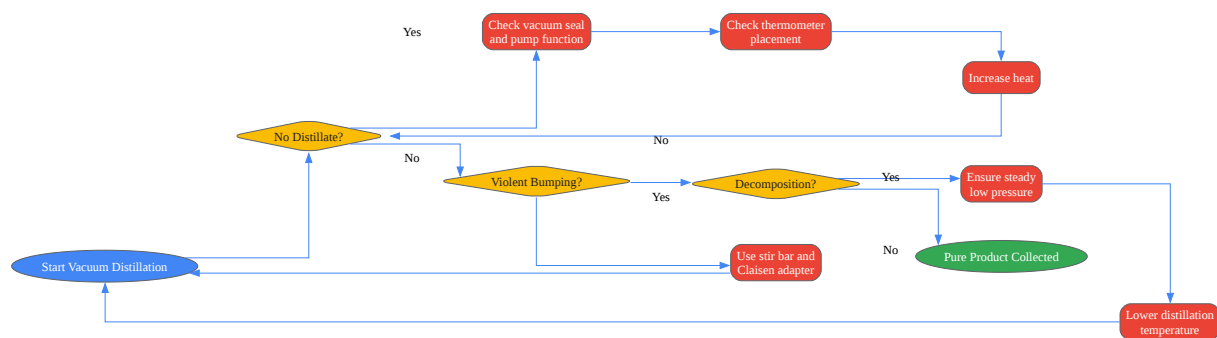 Yes
Check vacuum seal
and pump function
Check thermometer
placement
Increase heat
No Distillate?
No
No
Violent Bumping?
Yes
Decomposition?
Yes
Ensure steady
low pressure
Start Vacuum Distillation
Use stir bar and
Claisen adapter
No
Pure Product Collected
Lower distillation
temperature